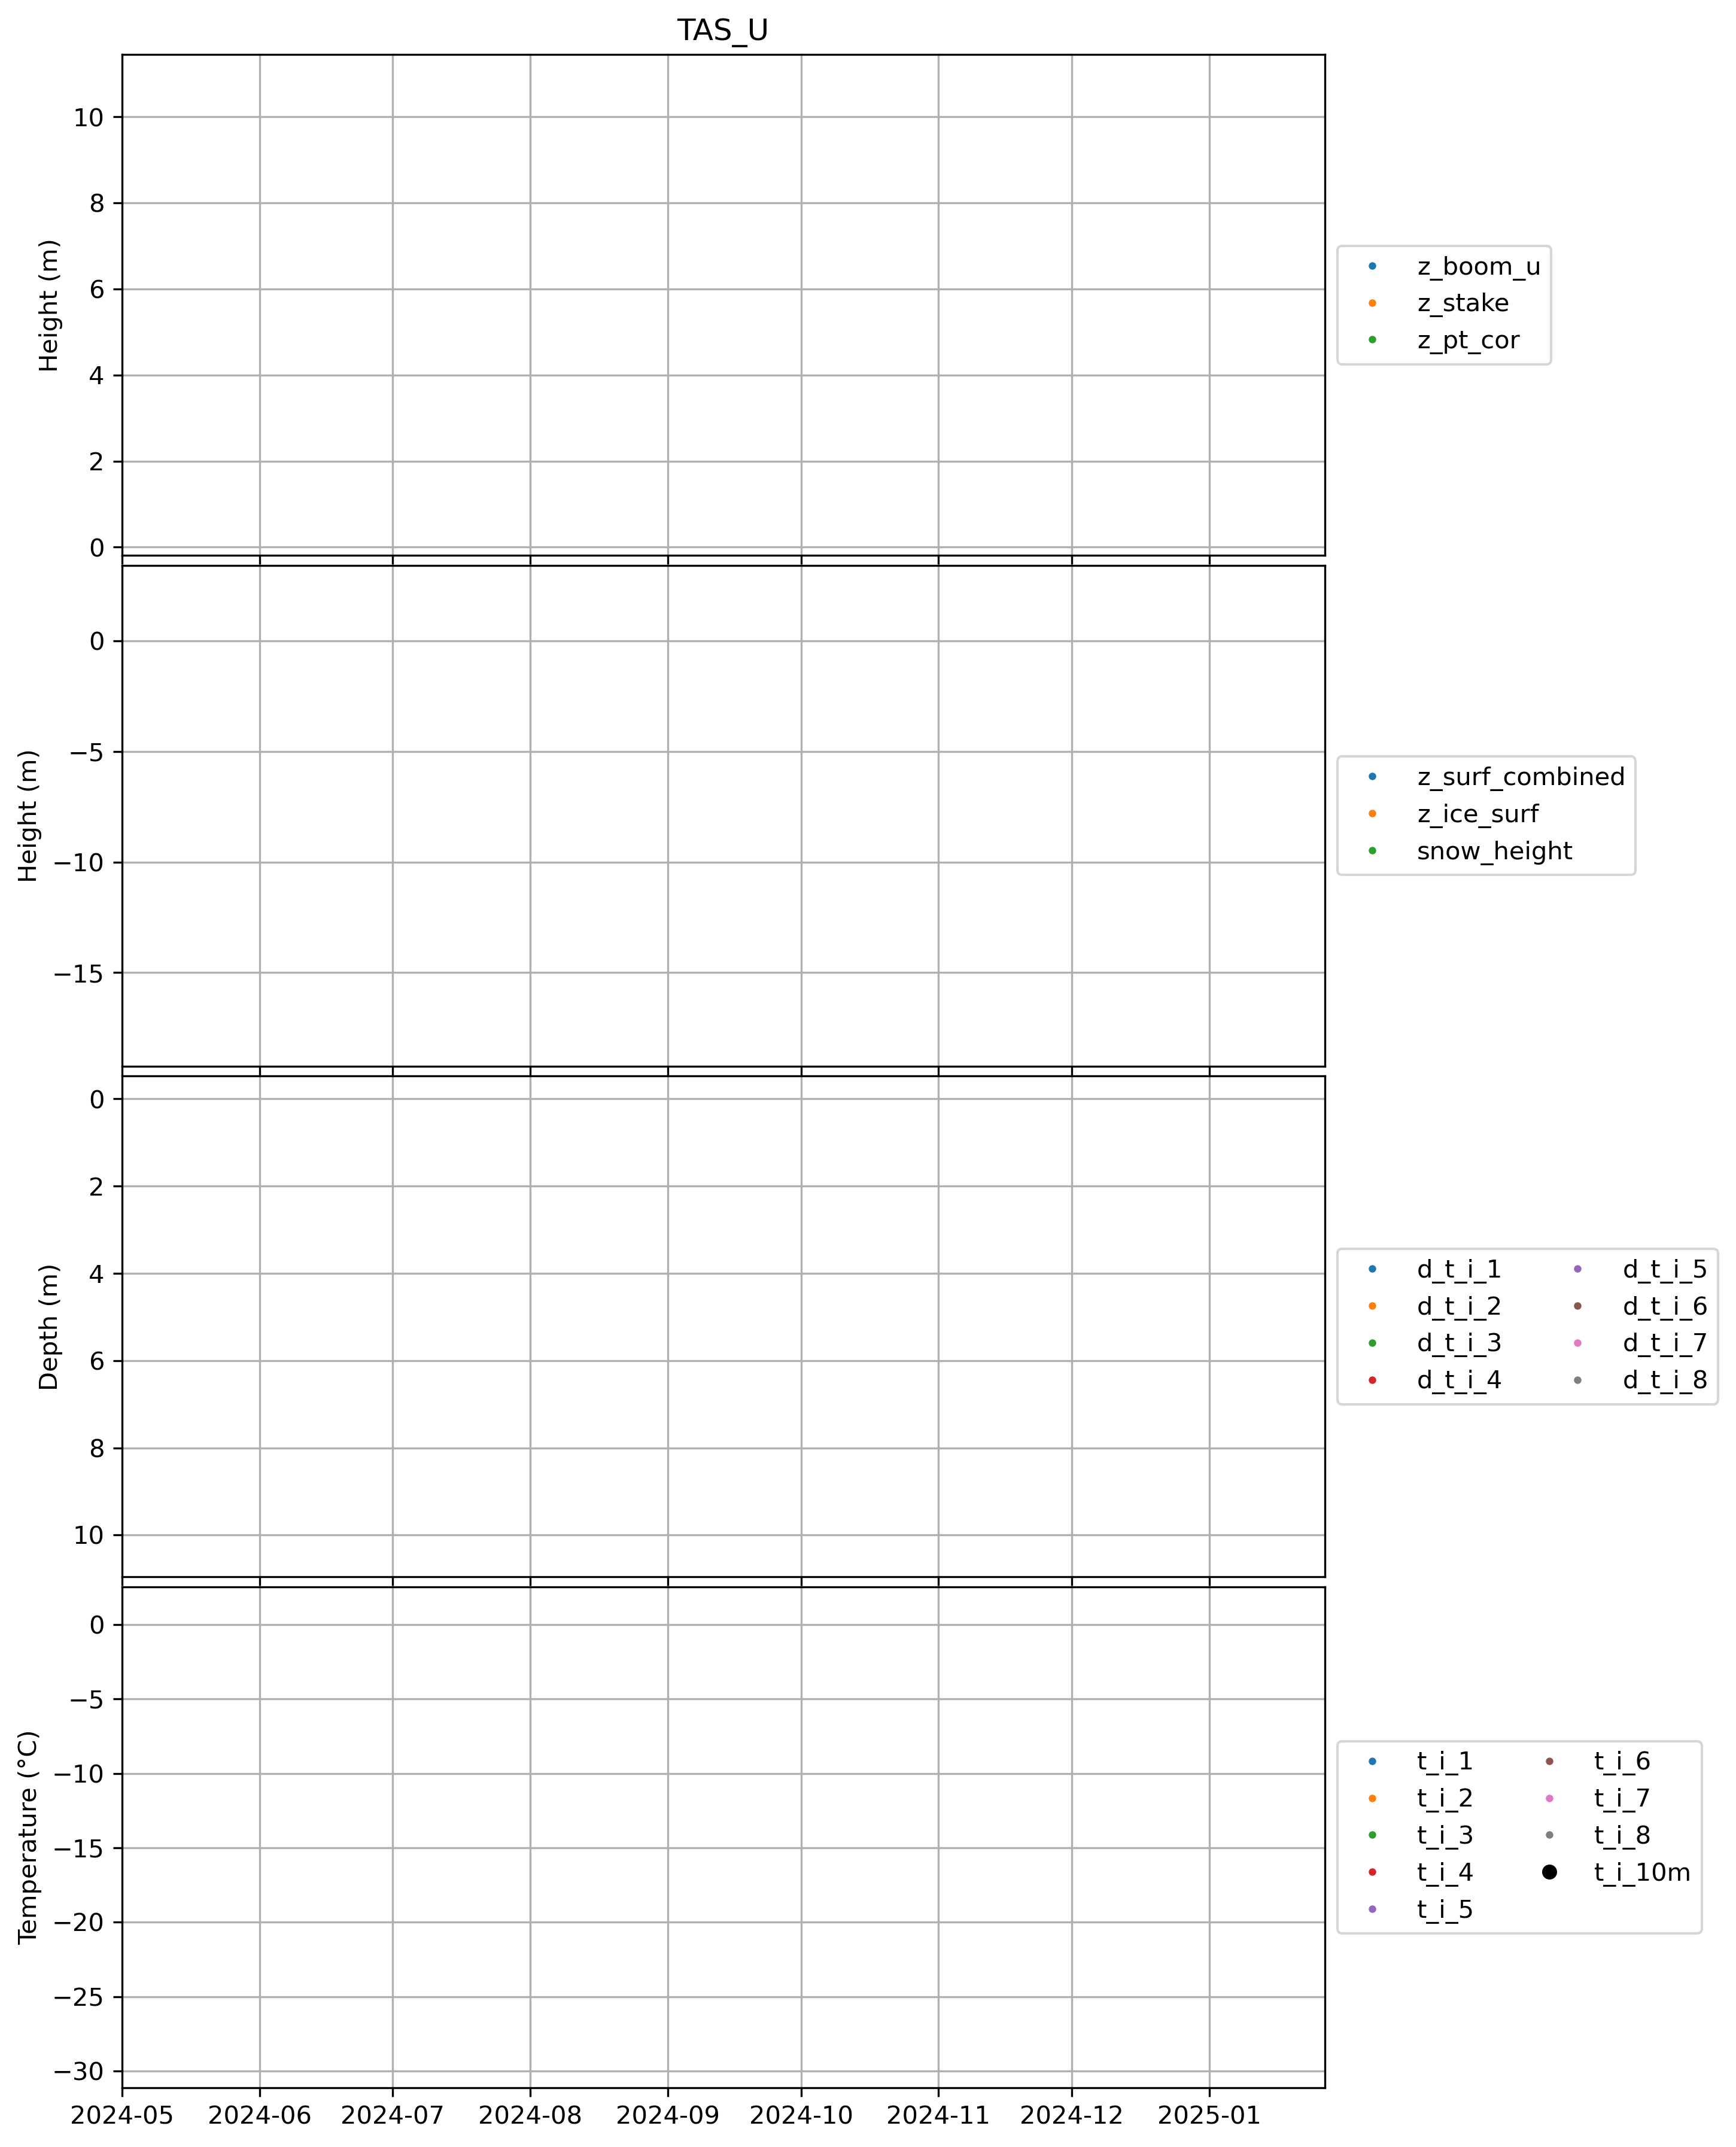 TAS_U
10
8
6
4
2
0
Height (m)
z_boom_u
z_stake
z_pt_cor
0
−5
−10
−15
Height (m)
z_surf_combined
z_ice_surf
snow_height
0
2
4
6
8
10
Depth (m)
d_t_i_1 d_t_i_5
d_t_i_2 d_t_i_6
d_t_i_3 d_t_i_7
d_t_i_4 d_t_i_8
0
−5
−10
−15
−20
−25
−30
Temperature (°C)
t_i_1 t_i_6
t_i_2 t_i_7
t_i_3 t_i_8
t_i_4 t_i_10m
t_i_5
2024-05 2024-06 2024-07 2024-08 2024-09 2024-10 2024-11 2024-12 2025-01